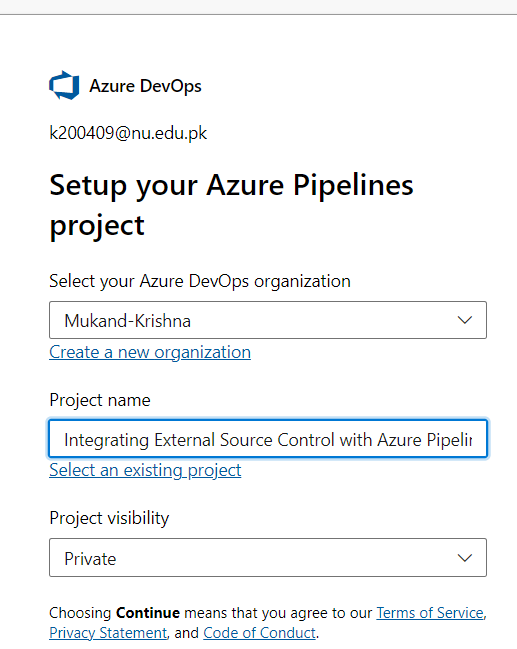 Azure DevOps
k200409@nu.edu.pk
Setup your Azure Pipelines
project
Select your Azure DevOps organization
Mukand-Krishna
Create a new organization
Project name
Integrating External Source Control with Azure Pipelin
Select an existing project
Project visibility
Private
Choosing Continue means that you agree to our Terms of Service,
Privacy Statement, and Code of Conduct.